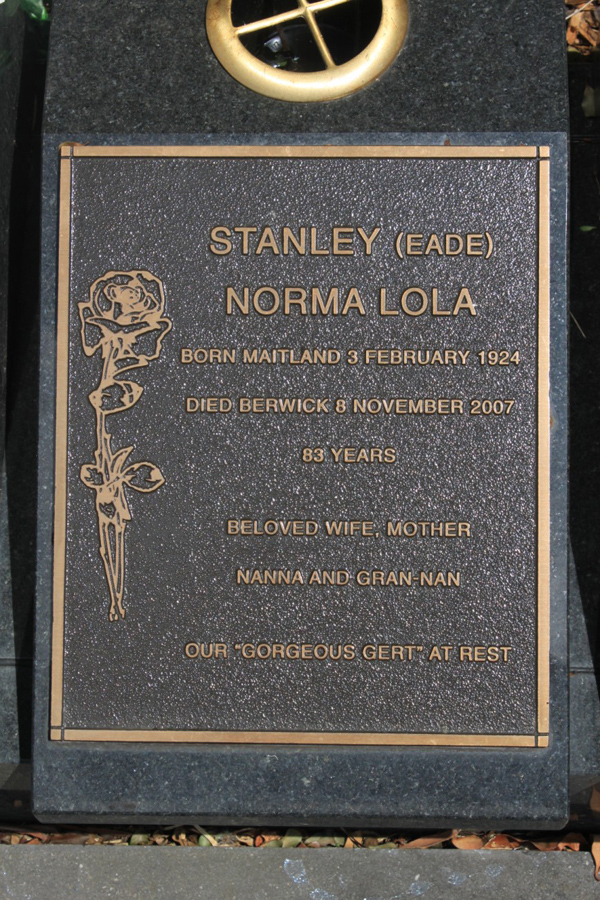 STANLEY (EADE)
NORMA LOLA
BORN MAITLAND 3 FEBRUARY 1924
DIED BERWICK 8 NOVEMBER 2007
83 YEARS
BELOVED WIFE, MOTHER
NANNA AND GRAN-NAN
OUR "GORGEOUS GERT" AT REST